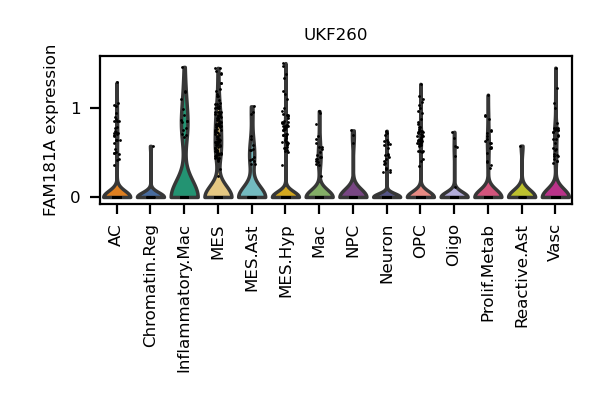 UKF260
FAM181A expression
1
0
AC
Chromatin.Reg
Inflammatory.Mac
MES
MES.Ast
MES.Hyp
Mac
NPC
Neuron
OPC
Oligo
Prolif.Metab
Reactive.Ast
Vasc